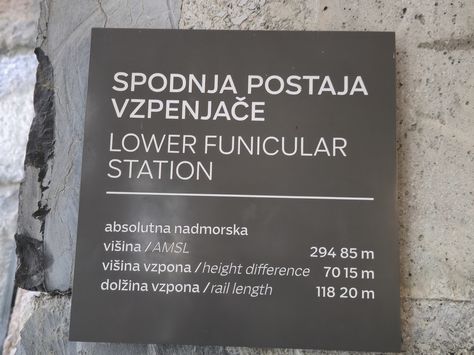 SPODNJA POSTAJA
VZPENJAČE
LOWER FUNICULAR
STATION
absolutna nadmorska
višina / AMSL 294 85 m
višina vzpona / height difference 70 15 m
dolžina vzpona / rail length 118 20 m